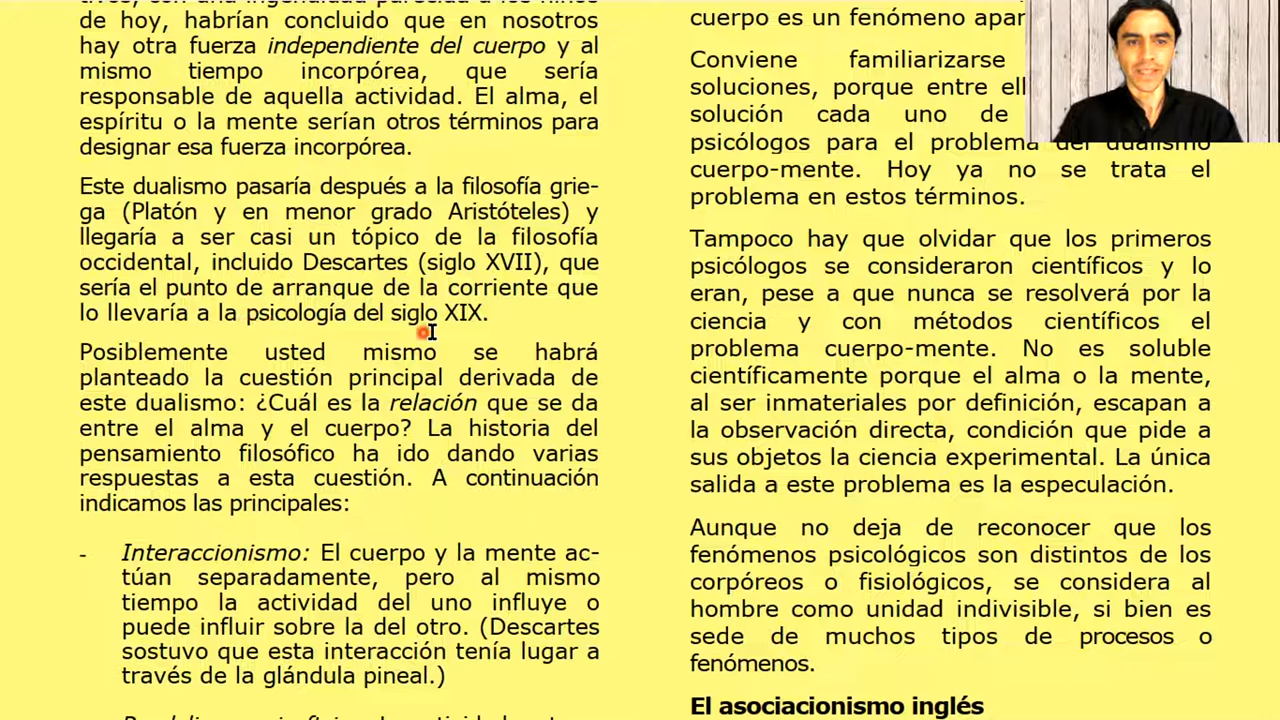 de hoy, habrían concluido que en nosotros
hay otra fuerza independiente del cuerpo y al
mismo tiempo incorpórea, que sería
responsable de aquella actividad. El alma, el
espíritu o la mente serían otros términos para
designar esa fuerza incorpórea.
Este dualismo pasaría después a la filosofía grie-
ga (Platón y en menor grado Aristóteles) y
llegaría a ser casi un tópico de la filosofía
occidental, incluido Descartes (siglo XVII), que
sería el punto de arranque de la corriente que
lo llevaría a la psicología del siglo XIX.
Posiblemente usted mismo se habrá
planteado la cuestión principal derivada de
este dualismo: ¿Cuál es la relación que se da
entre el alma y el cuerpo? La historia del
pensamiento filosófico ha ido dando varias
respuestas a esta cuestión. A continuación
indicamos las principales:
- Interaccionismo: El cuerpo y la mente ac-
túan separadamente, pero al mismo
tiempo la actividad del uno influye o
puede influir sobre la del otro. (Descartes
sostuvo que esta interacción tenía lugar a
través de la glándula pineal.)
cuerpo es un fenómeno apar
Conviene familiarizarse
soluciones, porque entre ell
solución cada uno de
psicólogos para el problema del dualismo
cuerpo-mente. Hoy ya no se trata el
problema en estos términos.
Tampoco hay que olvidar que los primeros
psicólogos se consideraron científicos y lo
eran, pese a que nunca se resolverá por la
ciencia y con métodos científicos el
problema cuerpo-mente. No es soluble
científicamente porque el alma o la mente,
al ser inmateriales por definición, escapan a
la observación directa, condición que pide a
sus objetos la ciencia experimental. La única
salida a este problema es la especulación.
Aunque no deja de reconocer que los
fenómenos psicológicos son distintos de los
corpóreos o fisiológicos, se considera al
hombre como unidad indivisible, si bien es
sede de muchos tipos de procesos o
fenómenos.
El asociacionismo inglés